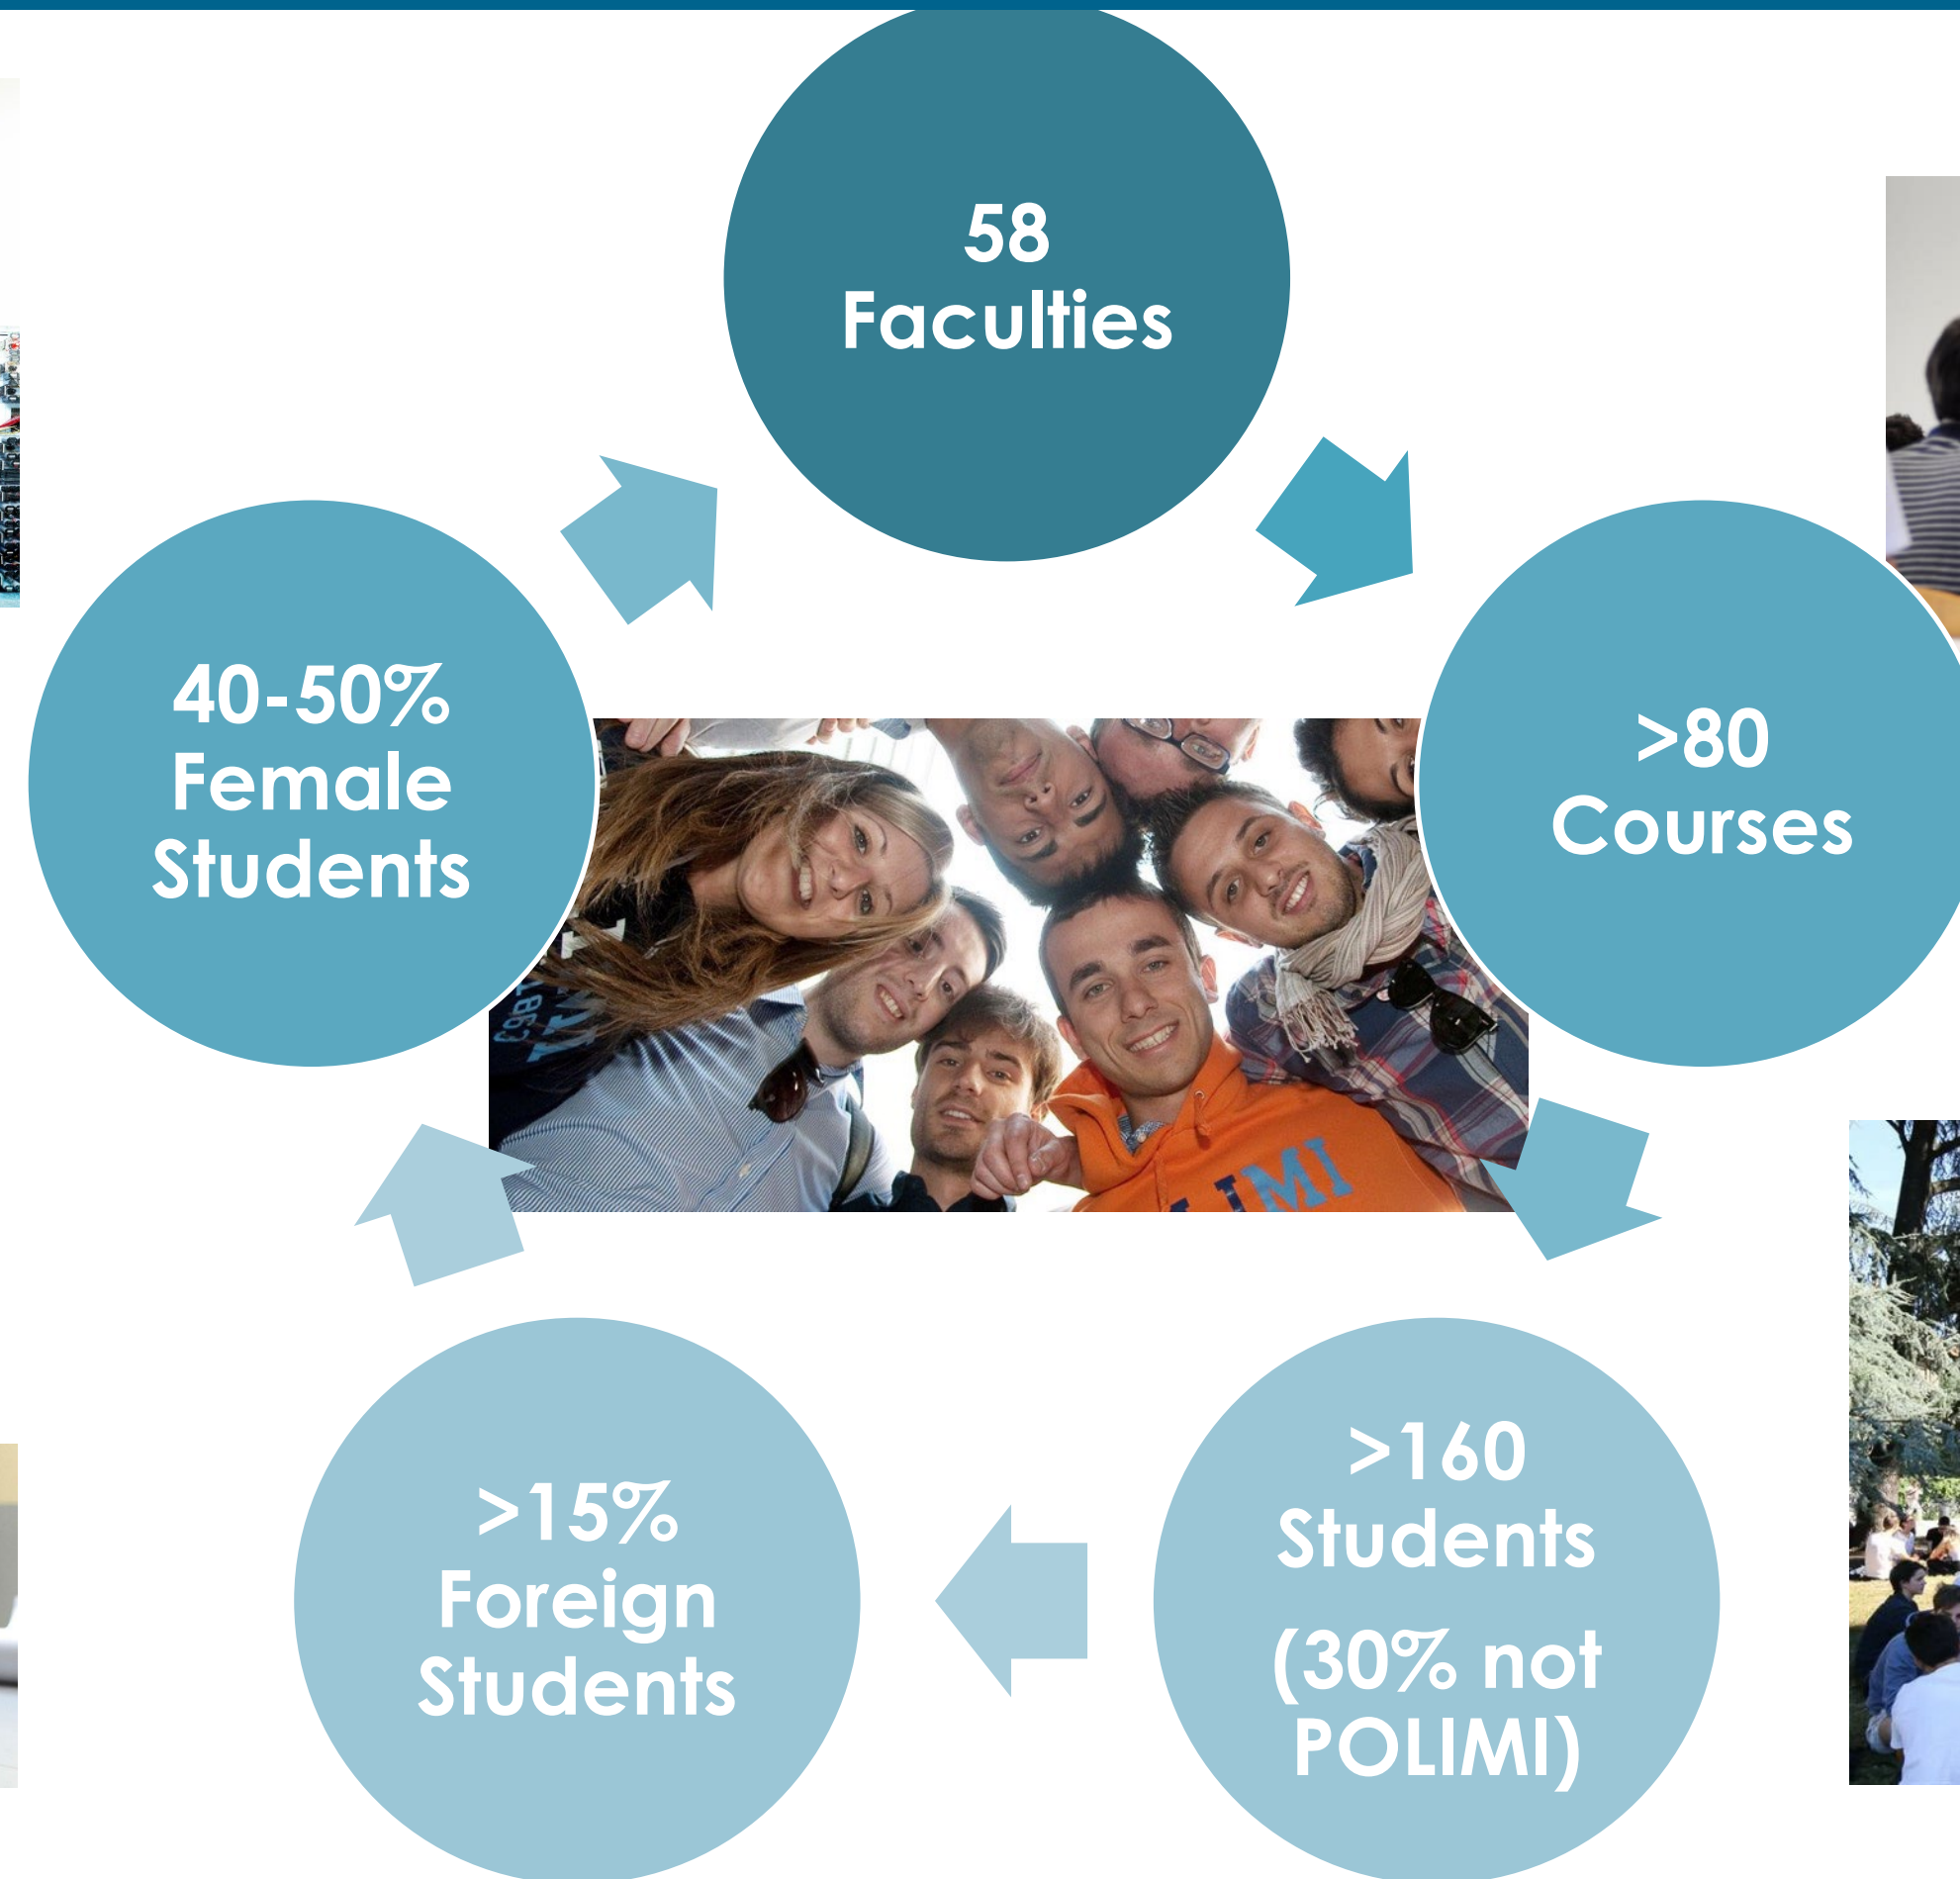 58
Faculties
>80
Courses
>160
Students
(30% not
POLIMI)
>15%
Foreign
Students
40-50%
Female
Students